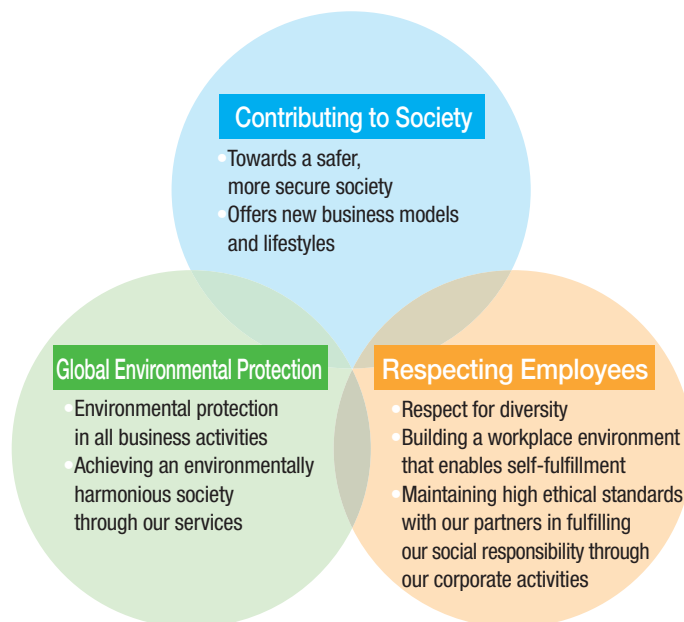 Contributing to Society
•Towards a safer,
more secure society
•Offers new business models
and lifestyles
Global Environmental Protection
•Environmental protection
in all business activities
•Achieving an environmentally
harmonious society
through our services
Respecting Employees
•Respect for diversity
•Building a workplace environment
that enables self-fulfillment
•Maintaining high ethical standards
with our partners in fulfilling
our social responsibility through
our corporate activities